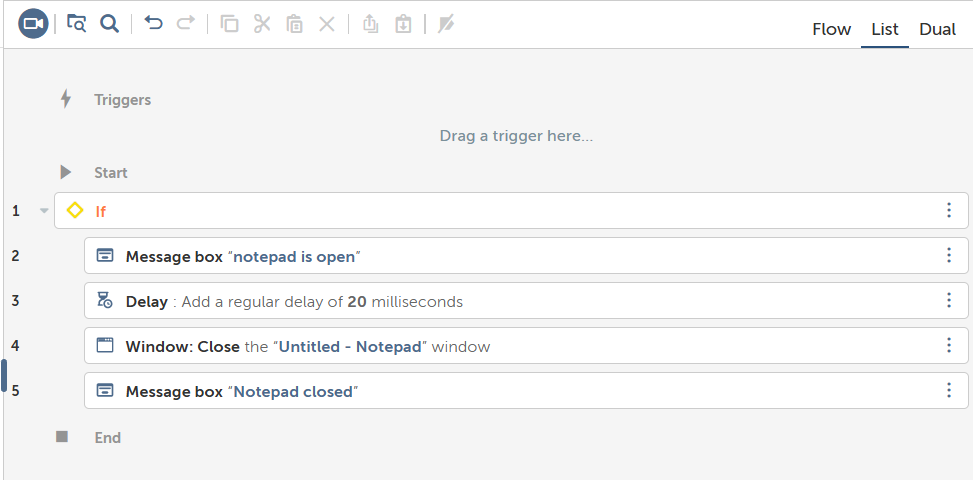 Flow List Dual
Triggers
Drag a trigger here...
Start
1 If
2 Message box “notepad is open”
3 Delay : Add a regular delay of 20 milliseconds
4 Window: Close the “Untitled - Notepad” window
5 Message box “Notepad closed”
End